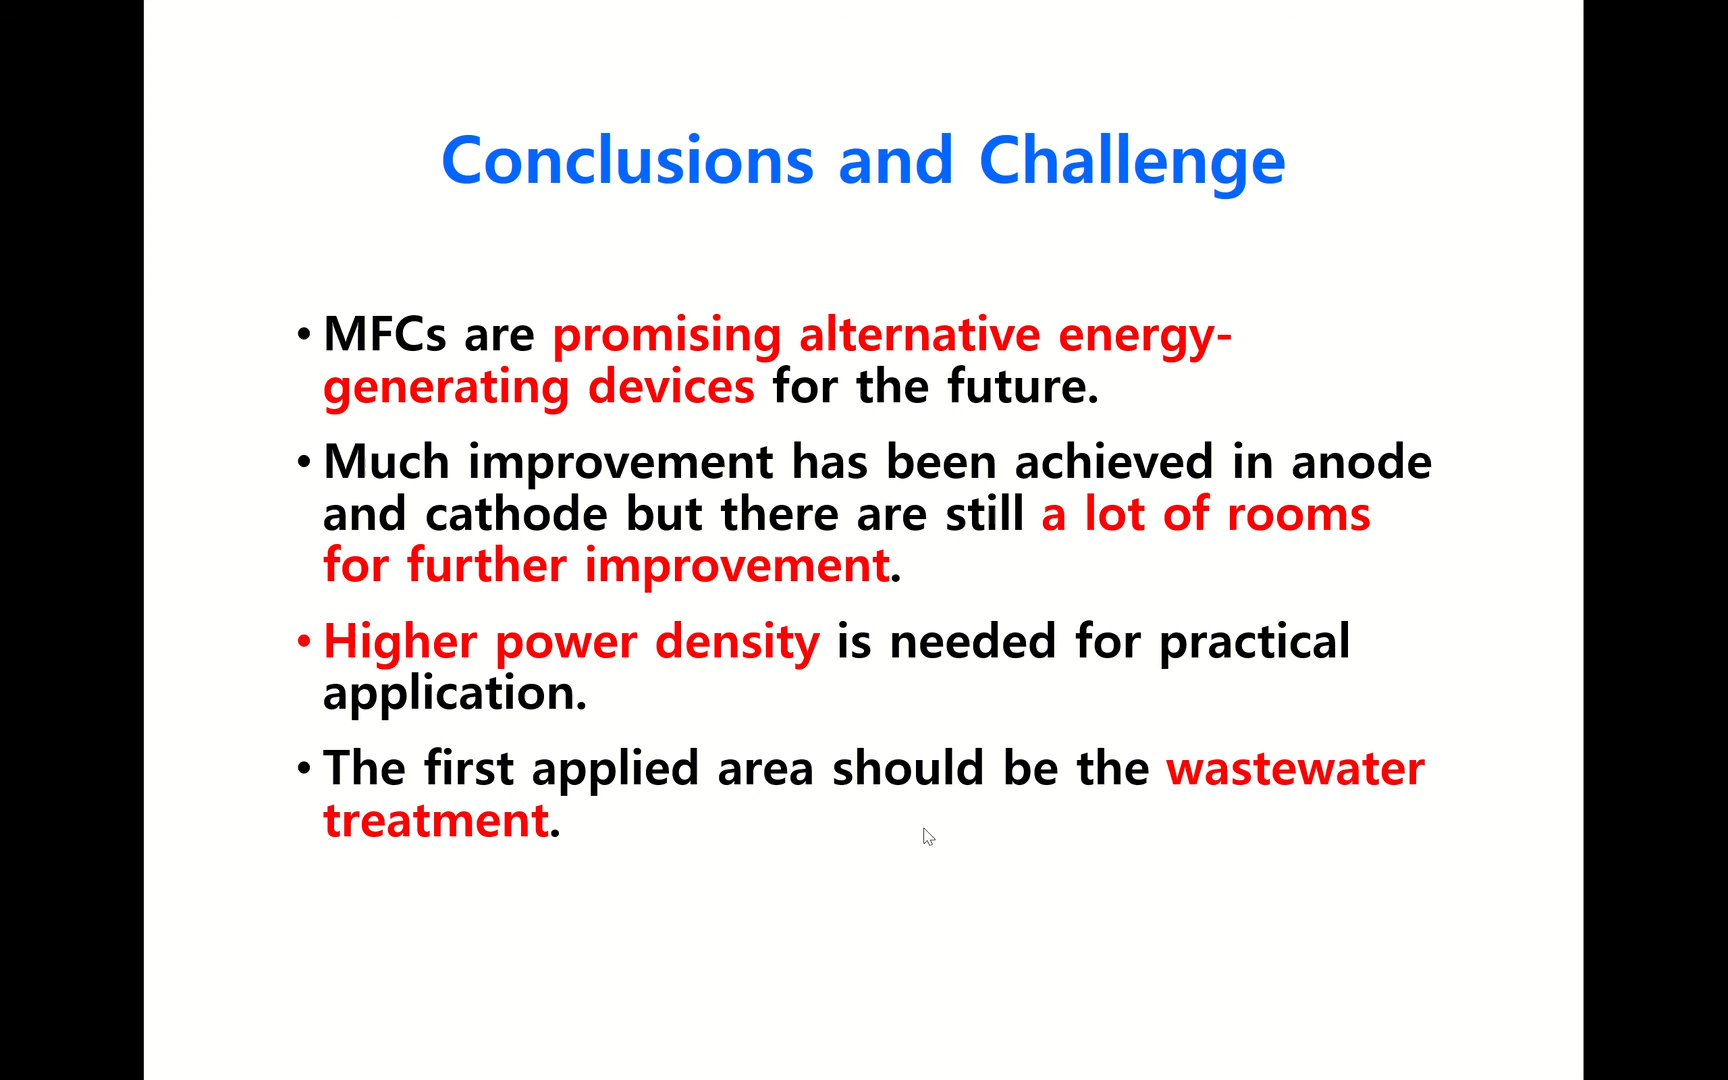 Conclusions and Challenge
• MFCs are promising alternative energy-
generating devices for the future.
• Much improvement has been achieved in anode
and cathode but there are still a lot of rooms
for further improvement.
• Higher power density is needed for practical
application.
• The first applied area should be the wastewater
treatment.